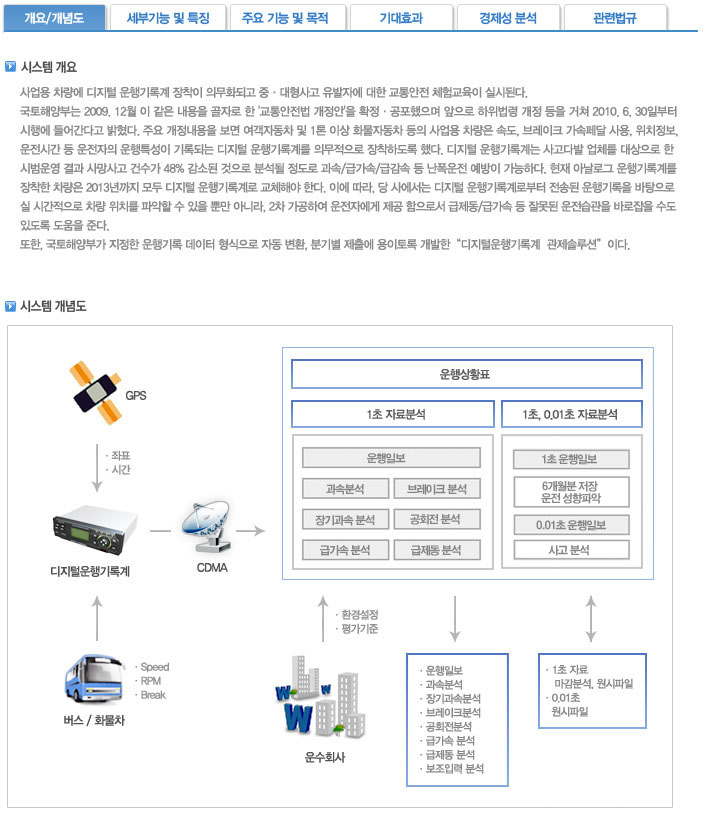 개요/개념도
세부기능 및 특징
주요 기능 및 목적
기대효과
경제성 분석
관련법규
시스템 개요
사업용 차량에 디지털 운행기록계 장착이 의무화되고 중 · 대형사고 유발자에 대한 교통안전 체험교육이 실시된다.
국토해양부는 2009. 12월 이 같은 내용을 골자로 한 '교통안전법 개정안'을 확정 · 공포했으며 앞으로 하위법령 개정 등을 거쳐 2010. 6. 30일부터
시행에 들어간다고 밝혔다. 주요 개정내용을 보면 여객자동차 및 1톤 이상 화물자동차 등의 사업용 차량은 속도, 브레이크 가속페달 사용, 위치정보,
운전시간 등 운전자의 운행특성이 기록되는 디지털 운행기록계를 의무적으로 장착하도록 했다. 디지털 운행기록계는 사고다발 업체를 대상으로 한
시범운영 결과 사망사고 건수가 48% 감소된 것으로 분석될 정도로 과속/급가속/급감속 등 난폭운전 예방이 가능하다. 현재 아날로그 운행기록계를
장착한 차량은 2013년까지 모두 디지털 운행기록계로 교체해야 한다. 이에 따라, 당 사에서는 디지털 운행기록계로부터 전송된 운행기록을 바탕으로
실 시간적으로 차량 위치를 파악할 수 있을 뿐만 아니라, 2차 가공하여 운전자에게 제공 함으로서 급제동/급가속 등 잘못된 운전습관을 바로잡을 수도
있도록 도움을 준다.
또한, 국토해양부가 지정한 운행기록 데이터 형식으로 자동 변환, 분기별 제출에 용이토록 개발한 “디지털운행기록계 관제솔루션” 이다.
시스템 개념도
GPS
· 좌표
· 시간
디지털운행기록계
CDMA
· Speed
· RPM
· Break
버스 / 화물차
운행상황표
1초 자료분석
1초, 0.01초 자료분석
운행일보
과속분석
브레이크 분석
장기과속 분석
공회전 분석
급가속 분석
급제동 분석
1초 운행일보
6개월분 저장
운전 성향파악
0.01초 운행일보
사고 분석
· 환경설정
· 평가기준
W
W
W
운수회사
· 운행일보
· 과속분석
· 장기과속분석
· 브레이크분석
· 공회전분석
· 급가속 분석
· 급제동 분석
· 보조입력 분석
· 1초 자료
마감분석, 원시파일
· 0.01초
원시파일